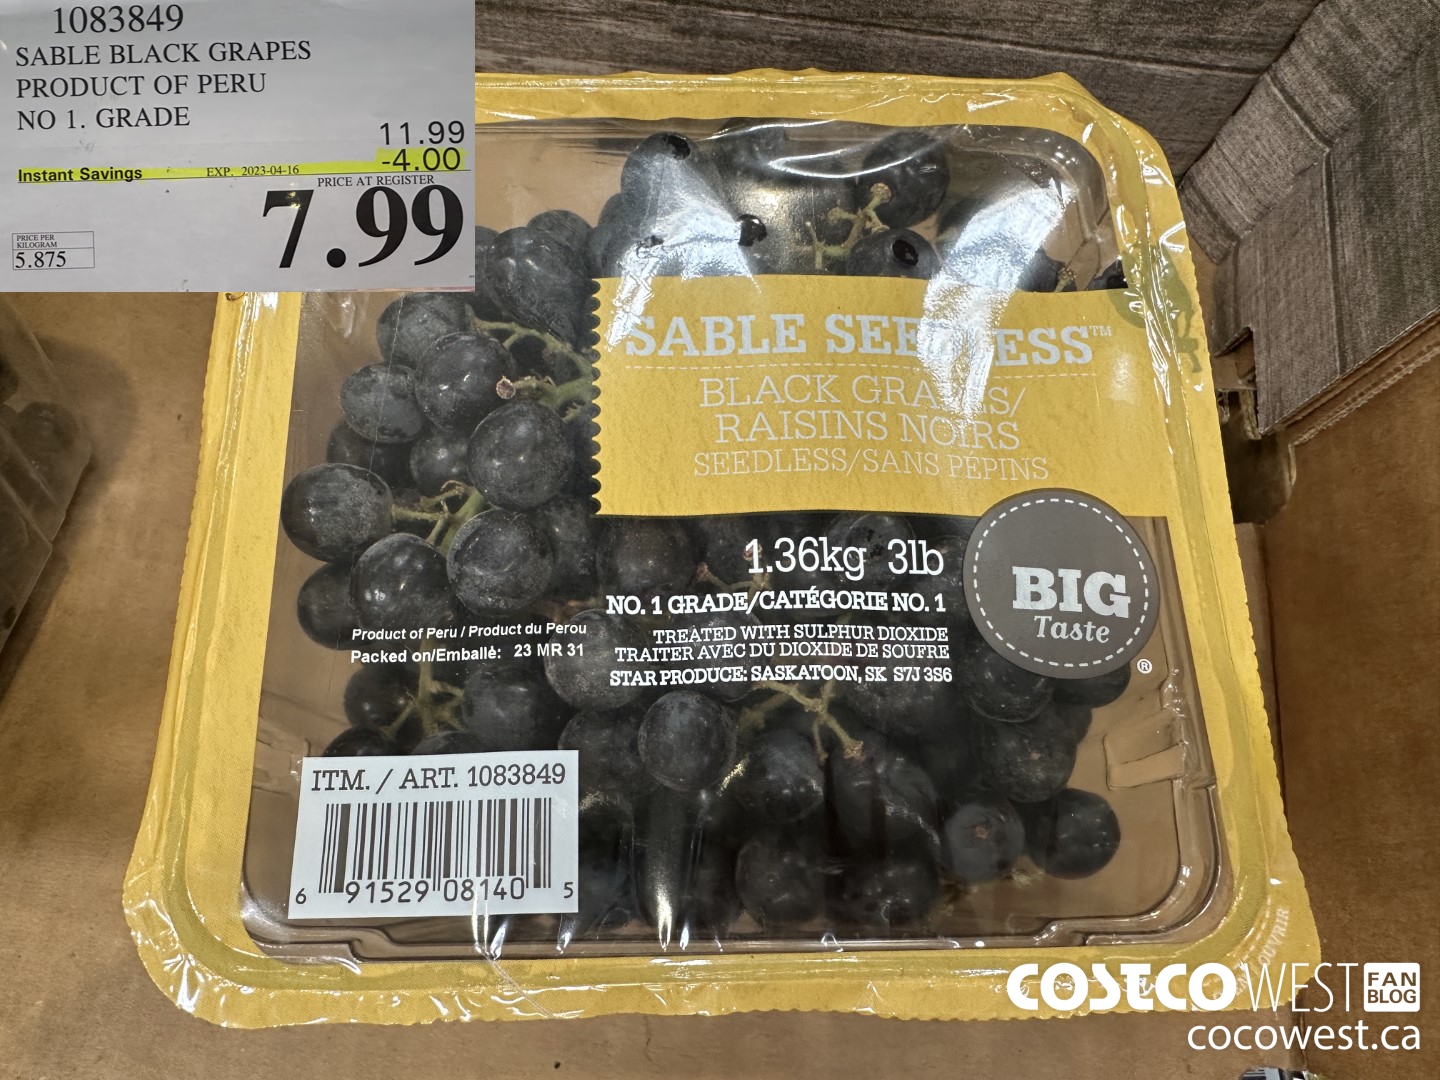 1083849
SABLE BLACK GRAPES
PRODUCT OF PERU
NO 1. GRADE
11.99
Instant Savings EXP. 2023-04-16 -4.00
PRICE AT REGISTER
7.99
PRICE PER
KILOGRAM
5.875
SABLE SEEDLESS™
BLACK GRAPES/
RAISINS NOIRS
SEEDLESS/SANS PÉPINS
1.36kg 3lb
NO. 1 GRADE/CATÉGORIE NO. 1
TREATED WITH SULPHUR DIOXIDE
TRAITER AVEC DU DIOXIDE DE SOUFRE
STAR PRODUCE: SASKATOON, SK S7J 3S6
BIG
Taste
®
Product of Peru / Product du Perou
Packed on/Emballè: 23 MR 31
ITM. / ART. 1083849
6 91529 08140 5
COSTCO WEST FAN
BLOG
cocowest.ca